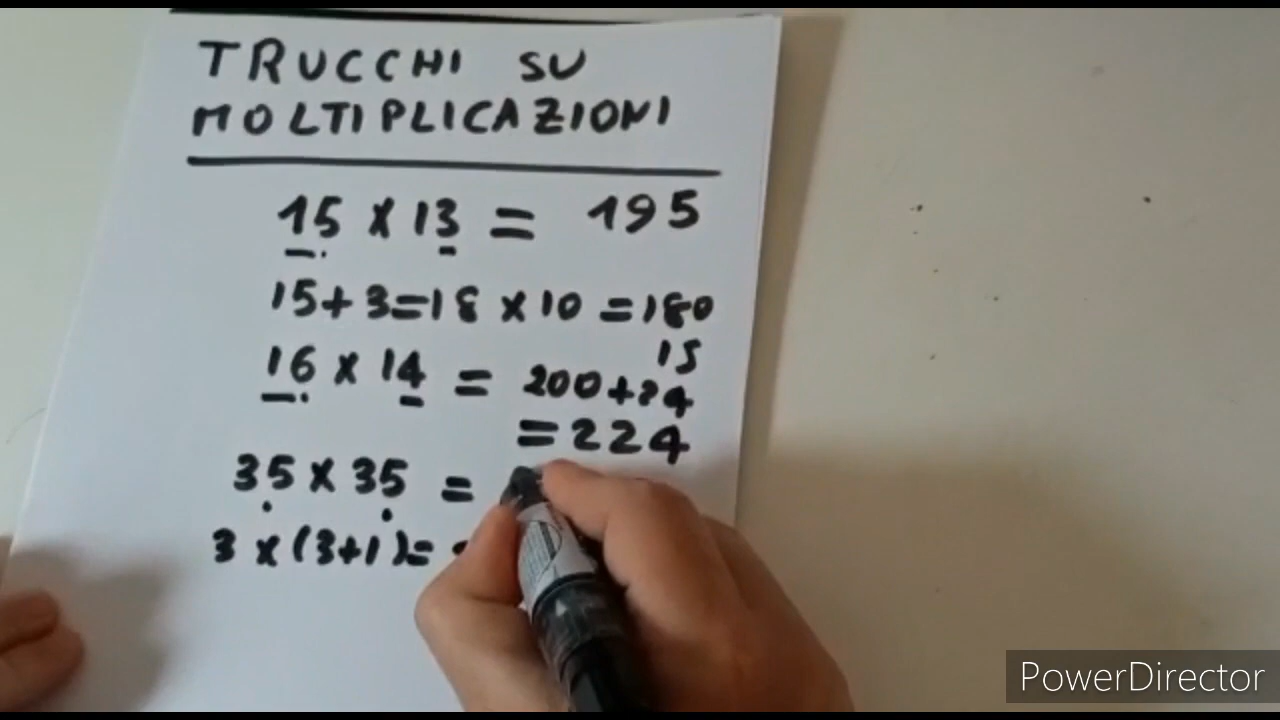 TRUCCHI SU
MOLTIPLICAZIONI
15 x 13 = 195
15+3=18 x 10 =180
15
16 x 14 = 200+24
=224
35 x 35 =
3 x (3+1)=
PowerDirector